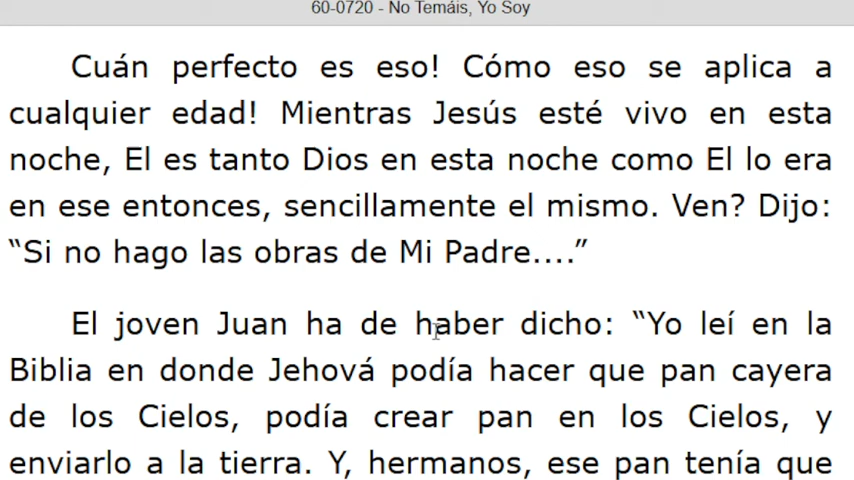 60-0720 - No Temáis, Yo Soy
Cuán perfecto es eso! Cómo eso se aplica a
cualquier edad! Mientras Jesús esté vivo en esta
noche, El es tanto Dios en esta noche como El lo era
en ese entonces, sencillamente el mismo. Ven? Dijo:
“Si no hago las obras de Mi Padre....”
El joven Juan ha de haber dicho: “Yo leí en la
Biblia en donde Jehová podía hacer que pan cayera
de los Cielos, podía crear pan en los Cielos, y
enviarlo a la tierra. Y, hermanos, ese pan tenía que